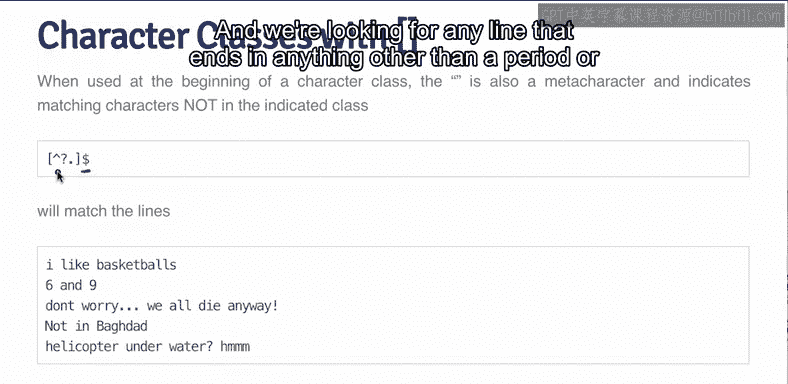 Character Classes with []
And we're looking for any line that
ends in anything other than a period or
When used at the beginning of a character class, the “” is also a metacharacter and indicates
matching characters NOT in the indicated class
[^?.]$
will match the lines
i like basketballs
6 and 9
dont worry... we all die anyway!
Not in Baghdad
helicopter under water? hmmm